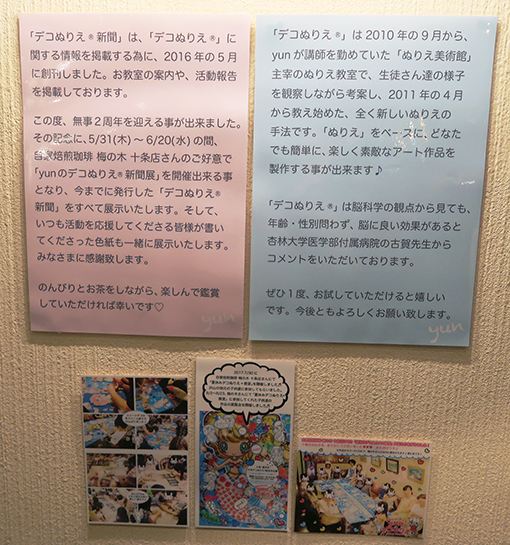 「デコぬりえ®新聞」は、「デコぬりえ®」に
関する情報を掲載する為に、2016年の5月
に創刊しました。お教室の案内や、活動報告
を掲載しております。
この度、無事2周年を迎える事が出来ました。
その記念に、5/31(木)～6/20(水)の間、
自家焙煎珈琲 梅の木 十条店さんのご好意で
「yunのデコぬりえ®新聞展」を開催出来る事
となり、今までに発行した「デコぬりえ®
新聞」をすべて展示いたします。そして、
いつも活動を応援してくださる皆様が書い
てくださった色紙も一緒に展示いたします。
みなさまに感謝致します。
のんびりとお茶をしながら、楽しんで鑑賞
していただければ幸いです♡
yun
「デコぬりえ®」は2010年の9月から、
yunが講師を勤めていた「ぬりえ美術館」
主宰のぬりえ教室で、生徒さん達の様子
を観察しながら考案し、2011年の4月
から教え始めた、全く新しいぬりえの
手法です。「ぬりえ」をベースに、どなた
でも簡単に、楽しく素敵なアート作品を
製作する事が出来ます♪
「デコぬりえ®」は脳科学の観点から見ても、
年齢・性別問わず、脳に良い効果があると
杏林大学医学部付属病院の古賀先生から
コメントをいただいております。
ぜひ1度、お試していただけると嬉しい
です。今後ともよろしくお願い致します。
yun